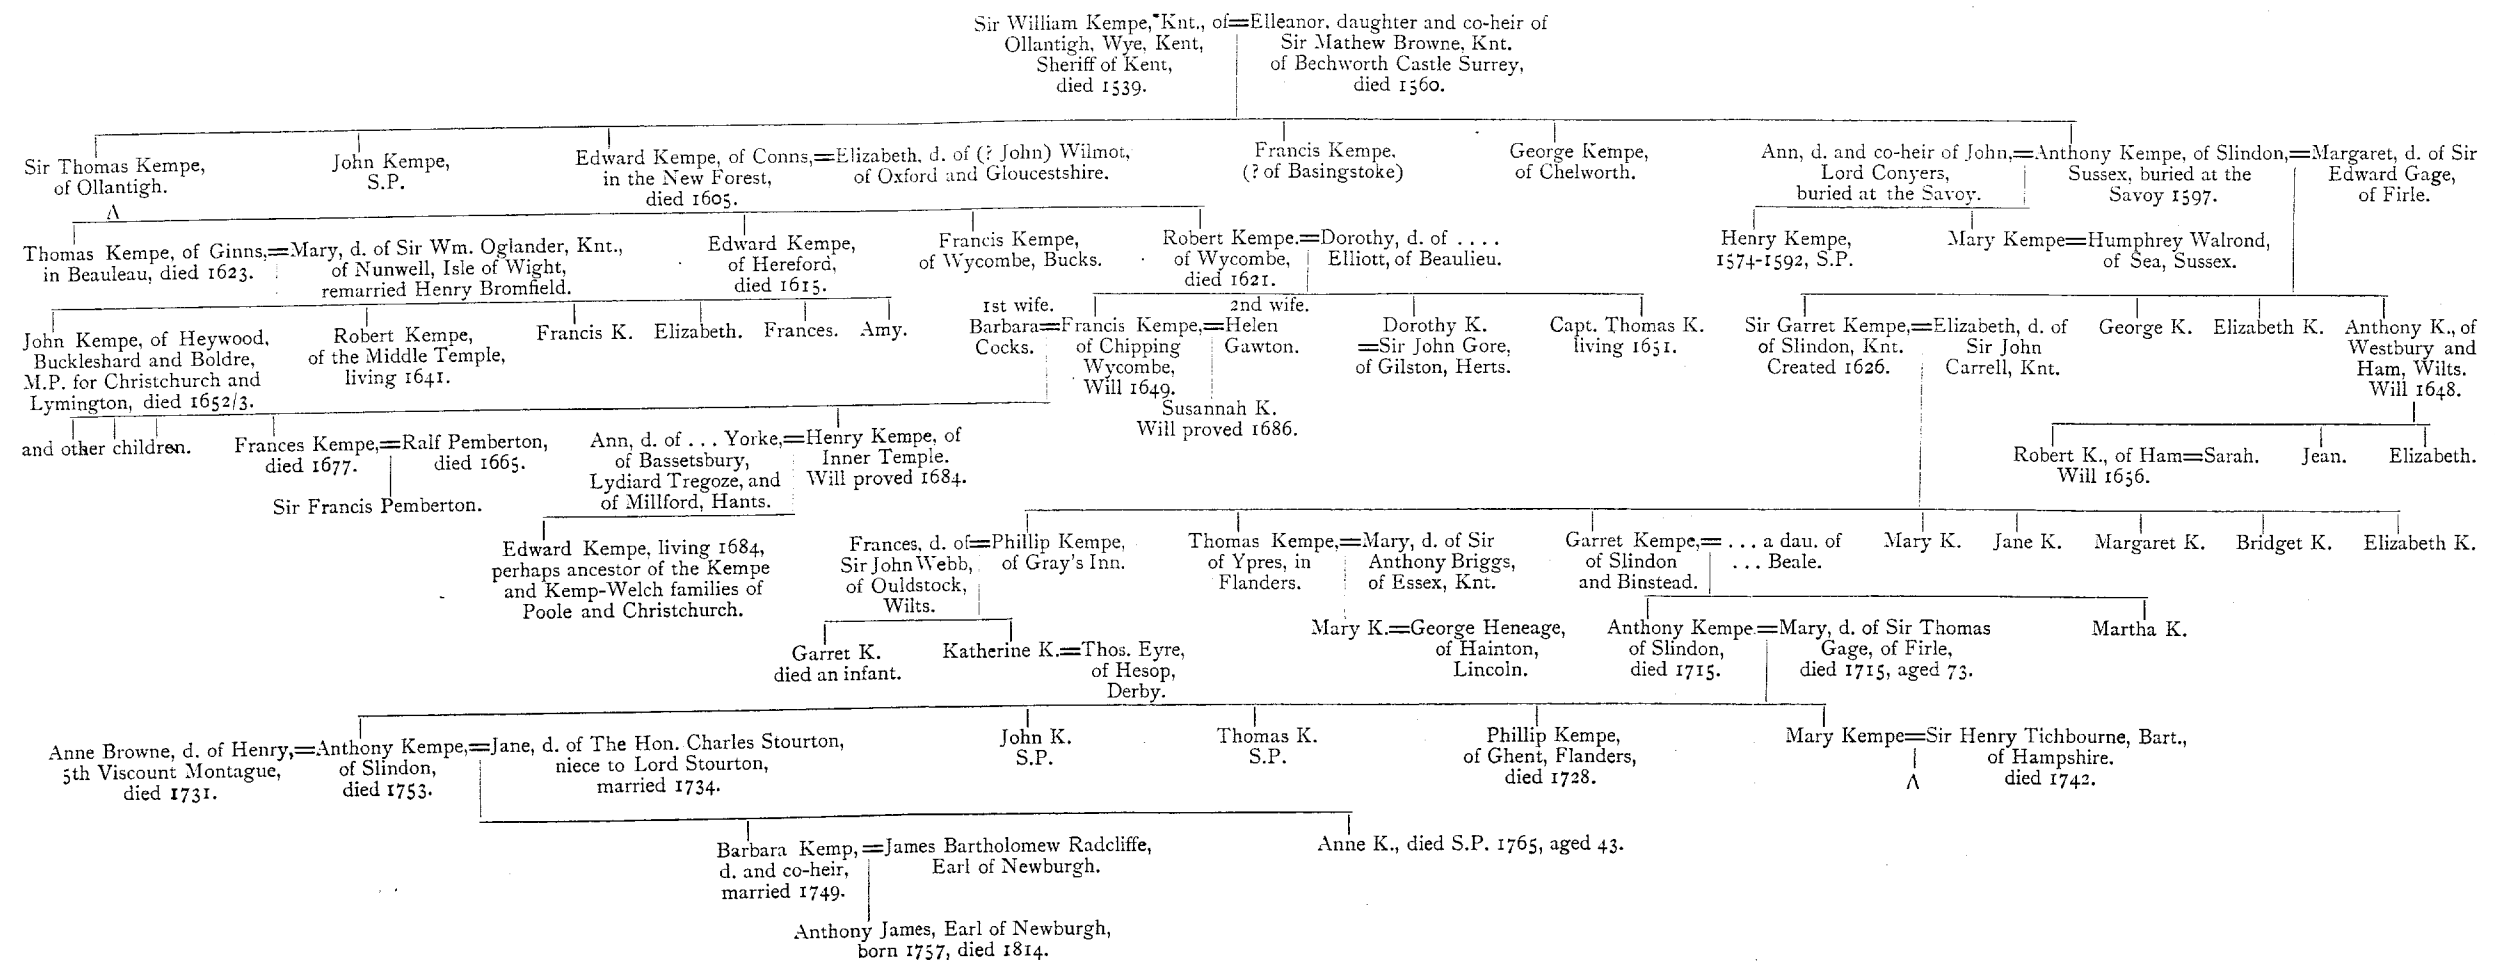 Sir William Kempe, Knt., of=Elleanor, daughter and co-heir of
Ollantigh, Wye, Kent, Sir Mathew Browne, Knt.
Sheriff of Kent, of Bechworth Castle Surrey,
died 1539. died 1560.
Sir Thomas Kempe,
of Ollantigh.
John Kempe,
S.P.
Edward Kempe, of Conns,=Elizabeth, d. of (? John) Wilmot,
in the New Forest, of Oxford and Gloucestshire.
died 1605.
Francis Kempe,
(? of Basingstoke)
George Kempe,
of Chelworth.
Ann, d. and co-heir of John,=Anthony Kempe, of Slindon,=Margaret, d. of Sir
Lord Conyers, Sussex, buried at the Edward Gage,
buried at the Savoy. Savoy 1597. of Firle.
Thomas Kempe, of Ginns,=Mary, d. of Sir Wm. Oglander, Knt.,
in Beauleau, died 1623. of Nunwell, Isle of Wight,
remarried Henry Bromfield.
Edward Kempe,
of Hereford,
died 1615.
Francis Kempe,
of Wycombe, Bucks.
Robert Kempe.=Dorothy, d. of ....
of Wycombe, Elliott, of Beaulieu.
died 1621.
Henry Kempe,
1574-1592, S.P.
Mary Kempe=Humphrey Walrond,
of Sea, Sussex.
John Kempe, of Heywood,
Buckleshard and Boldre,
M.P. for Christchurch and
Lymington, died 1652/3.
Robert Kempe,
of the Middle Temple,
living 1641.
Francis K.
Elizabeth.
Frances.
Amy.
1st wife. 2nd wife.
Barbara=Francis Kempe,=Helen
Cocks. of Chipping Gawton.
Wycombe,
Will 1649.
Susannah K.
Will proved 1686.
Dorothy K.
=Sir John Gore,
of Gilston, Herts.
Capt. Thomas K.
living 1651.
Sir Garret Kempe,=Elizabeth, d. of
of Slindon, Knt. Sir John
Created 1626. Carrell, Knt.
George K.
Elizabeth K.
Anthony K., of
Westbury and
Ham, Wilts.
Will 1648.
and other children.
Frances Kempe,=Ralf Pemberton,
died 1677. died 1665.
Sir Francis Pemberton.
Ann, d. of ... Yorke,=Henry Kempe, of
of Bassetsbury, Inner Temple.
Lydiard Tregoze, and Will proved 1684.
of Millford, Hants.
Robert K., of Ham=Sarah.
Will 1656.
Jean.
Elizabeth.
Edward Kempe, living 1684,
perhaps ancestor of the Kempe
and Kemp-Welch families of
Poole and Christchurch.
Frances, d. of=Phillip Kempe,
Sir John Webb, of Gray's Inn.
of Ouldstock,
Wilts.
Thomas Kempe,=Mary, d. of Sir
of Ypres, in Anthony Briggs,
Flanders. of Essex, Knt.
Garret Kempe,= ... a dau. of
of Slindon ... Beale.
and Binstead.
Mary K.
Jane K.
Margaret K.
Bridget K.
Elizabeth K.
Garret K.
died an infant.
Katherine K.=Thos. Eyre,
of Hesop,
Derby.
Mary K.=George Heneage,
of Hainton,
Lincoln.
Anthony Kempe=Mary, d. of Sir Thomas
of Slindon, Gage, of Firle,
died 1715. died 1715, aged 73.
Martha K.
Anne Browne, d. of Henry,=Anthony Kempe,=Jane, d. of The Hon. Charles Stourton,
5th Viscount Montague, of Slindon, niece to Lord Stourton,
died 1731. died 1753. married 1734.
John K.
S.P.
Thomas K.
S.P.
Phillip Kempe,
of Ghent, Flanders,
died 1728.
Mary Kempe=Sir Henry Tichbourne, Bart.,
of Hampshire.
died 1742.
Barbara Kemp,=James Bartholomew Radcliffe,
d. and co-heir, Earl of Newburgh.
married 1749.
Anne K., died S.P. 1765, aged 43.
Anthony James, Earl of Newburgh,
born 1757, died 1814.